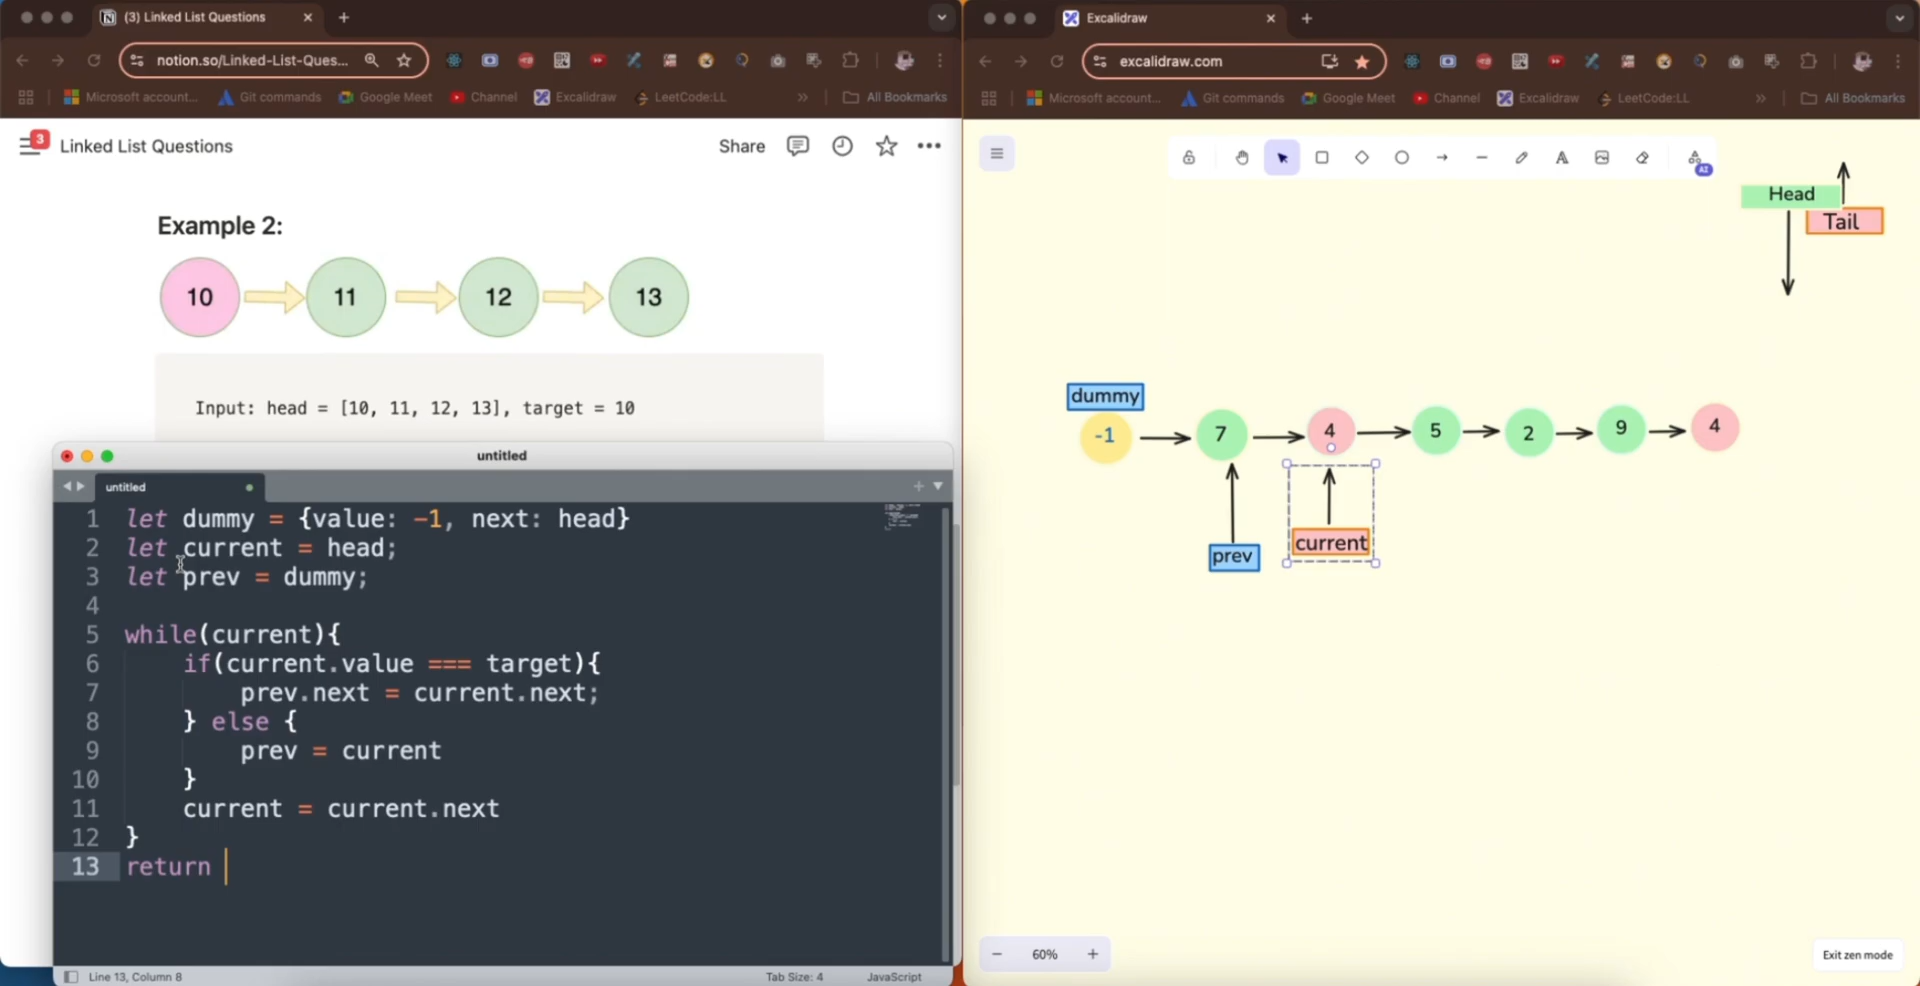 (3) Linked List Questions
notion.so/Linked-List-Ques...
Microsoft account...
Git commands
Google Meet
Channel
Excalidraw
LeetCode:LL
All Bookmarks
3
Linked List Questions
Share
Example 2:
10
11
12
13
Input: head = [10, 11, 12, 13], target = 10
untitled
untitled
1 let dummy = {value: -1, next: head}
2 let current = head;
3 let prev = dummy;
4
5 while(current){
6 if(current.value === target){
7 prev.next = current.next;
8 } else {
9 prev = current
10 }
11 current = current.next
12 }
13 return
Line 13, Column 8
Tab Size: 4
JavaScript
Excalidraw
excalidraw.com
Microsoft account...
Git commands
Google Meet
Channel
Excalidraw
LeetCode:LL
All Bookmarks
A
AI
Head
Tail
dummy
-1
7
4
5
2
9
4
prev
current
60%
Exit zen mode